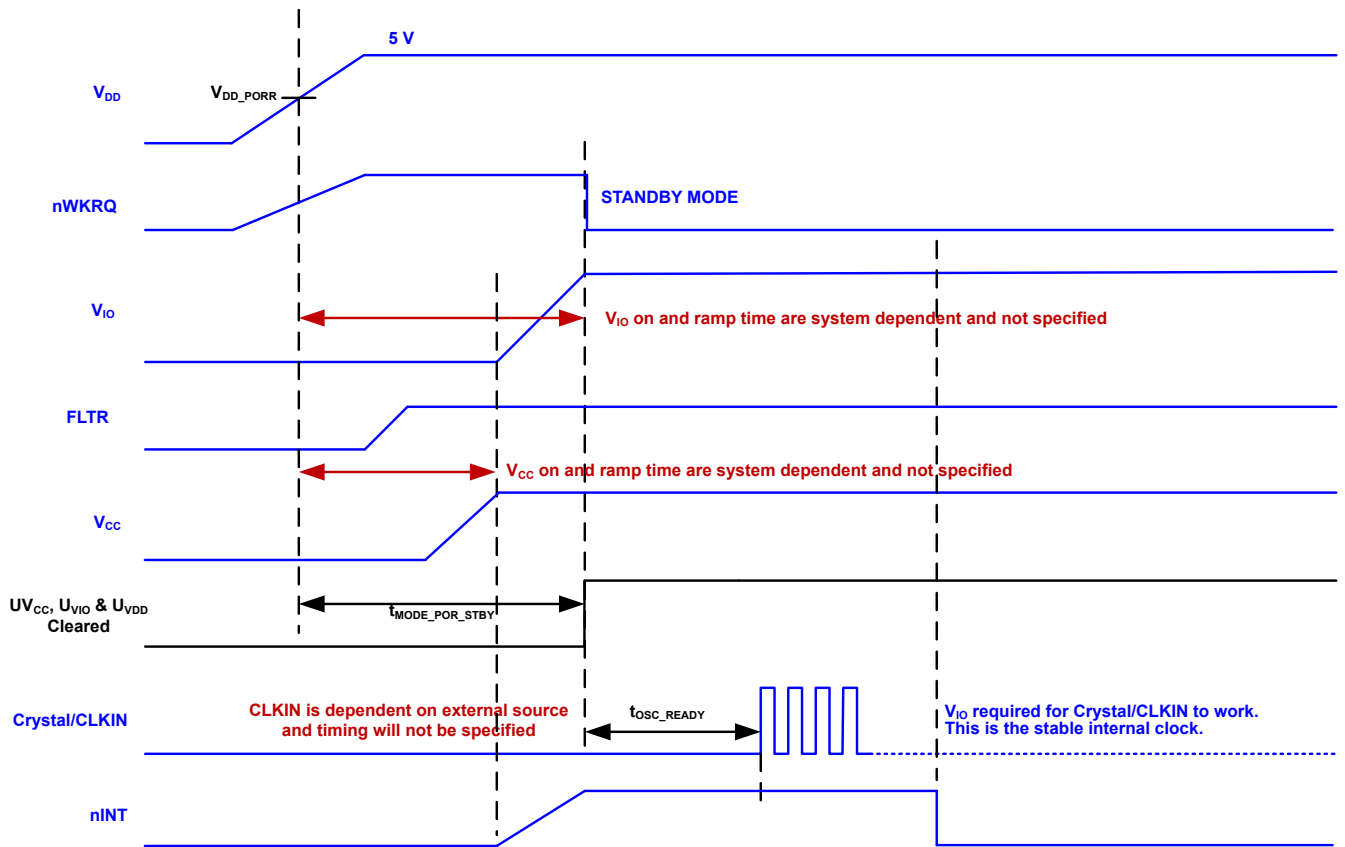 5 V
VDD
VDD_PORR
nWKRQ
STANDBY MODE
VIO
VIO on and ramp time are system dependent and not specified
FLTR
VCC on and ramp time are system dependent and not specified
VCC
UVCC, UVIO & UVDD
Cleared
tMODE_POR_STBY
Crystal/CLKIN
CLKIN is dependent on external source
and timing will not be specified
tOSC_READY
VIO required for Crystal/CLKIN to work.
This is the stable internal clock.
nINT